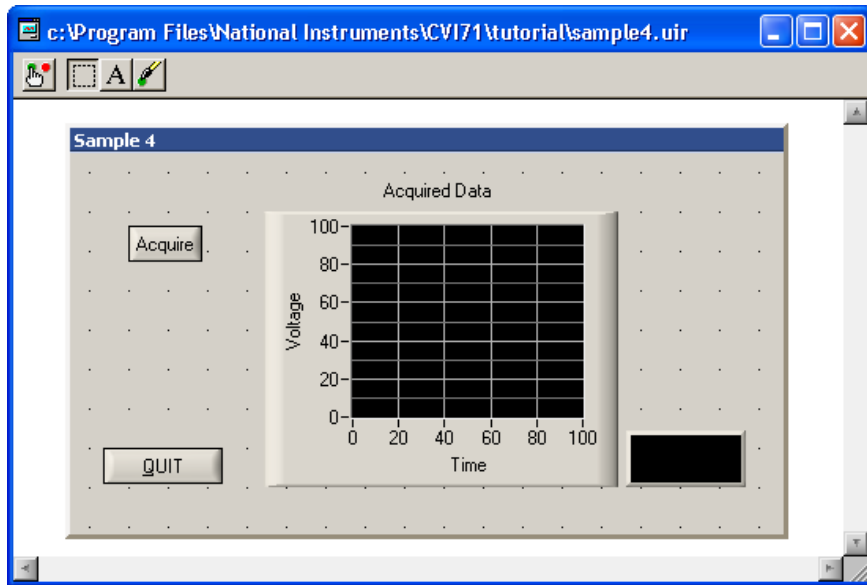 c:\Program Files\National Instruments\CVI71\tutorial\sample4.uir
A
Sample 4
Acquired Data
Acquire
100
80
60
40
20
0
Voltage
0 20 40 60 80 100
Time
QUIT